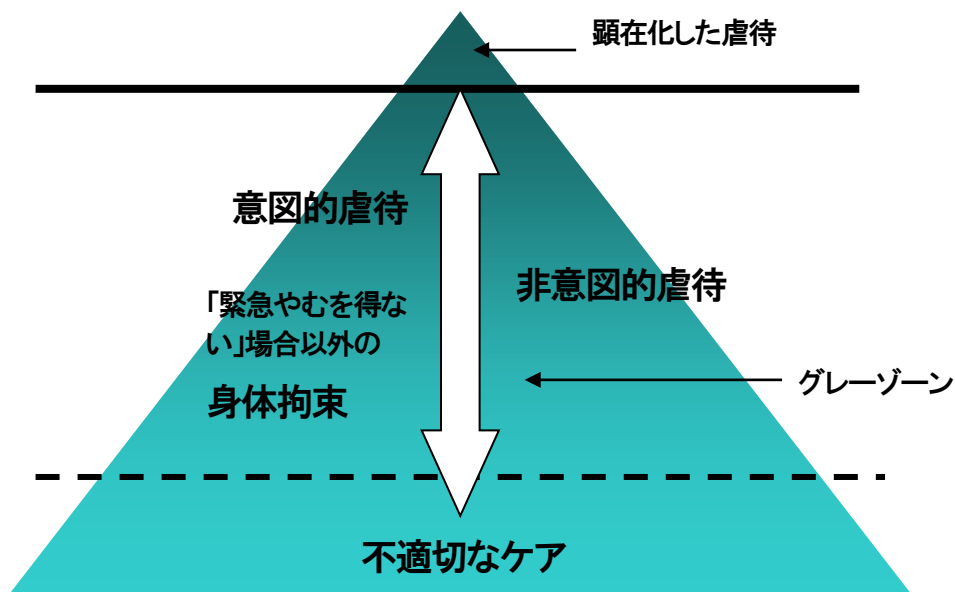 顕在化した虐待
意図的虐待
非意図的虐待
「緊急やむを得な
い」場合以外の
身体拘束
グレーゾーン
不適切なケア